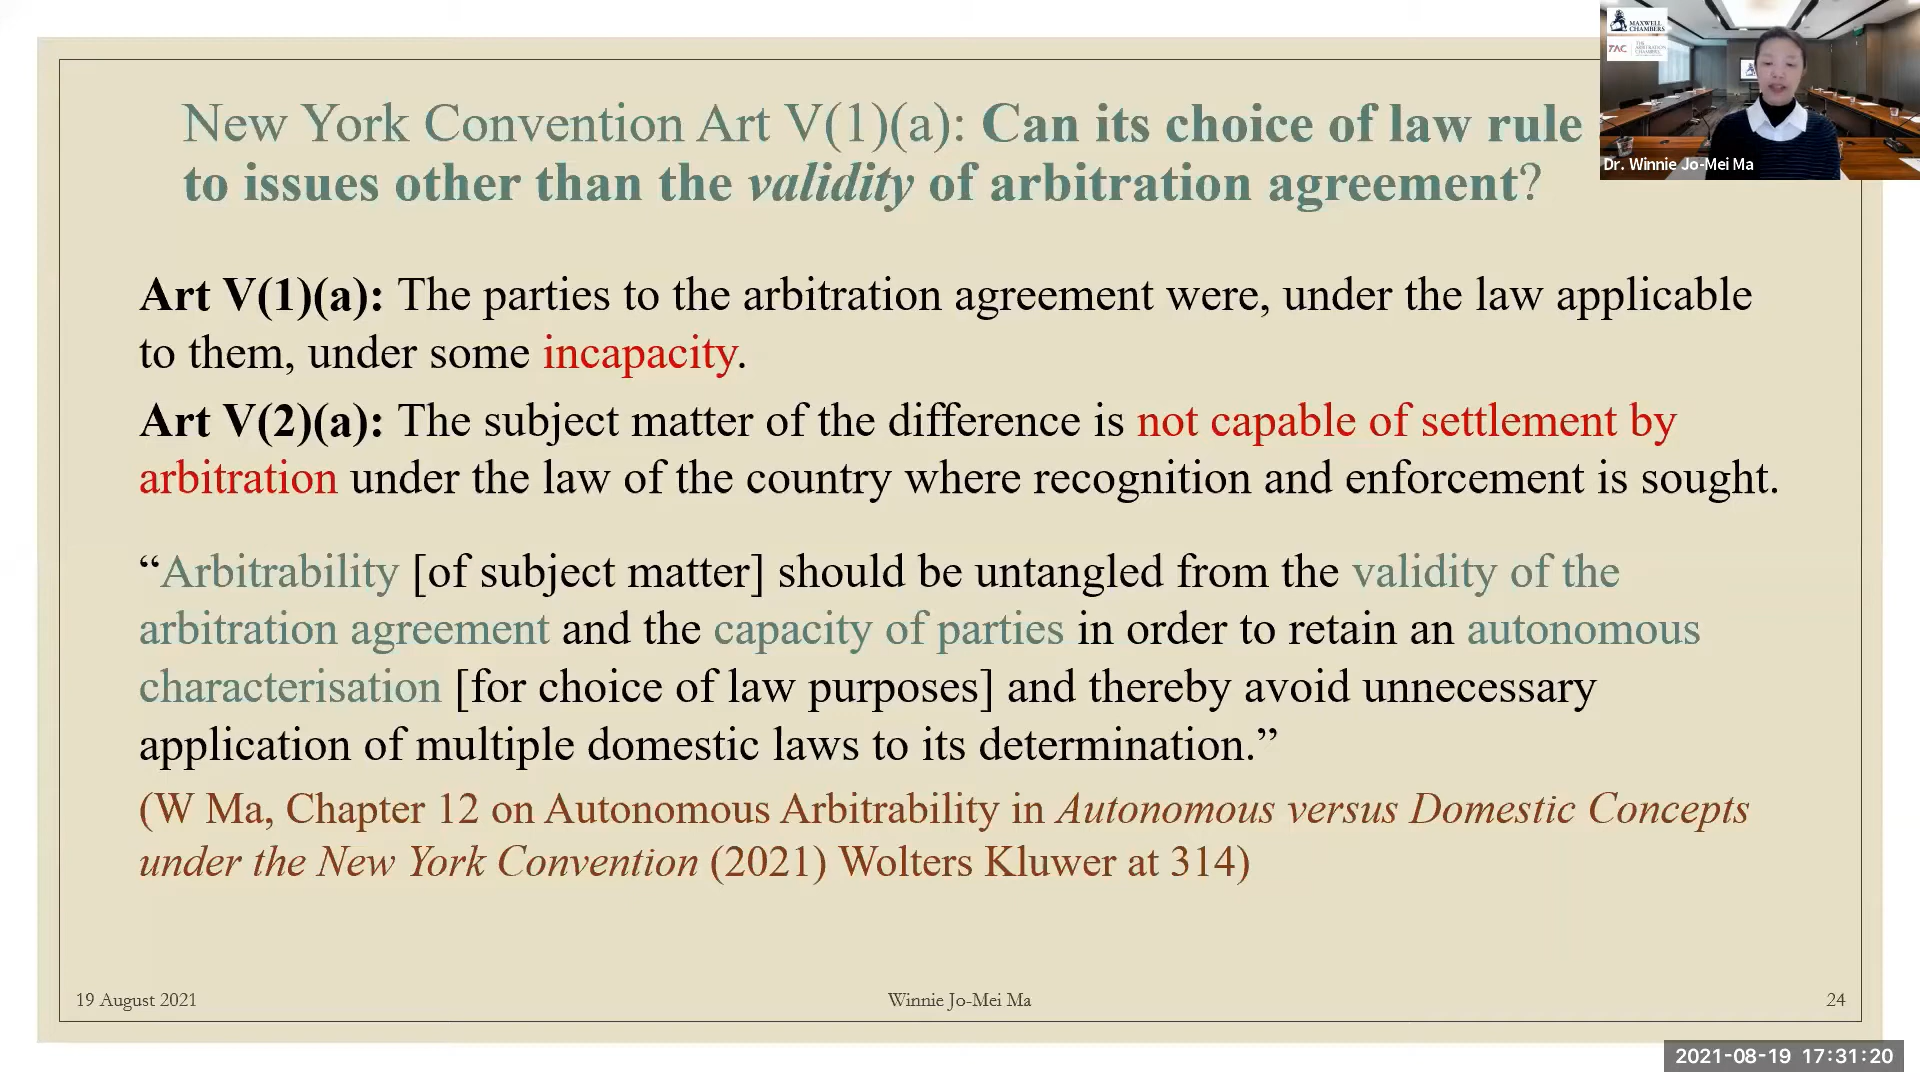 New York Convention Art V(1)(a): Can its choice of law rule
to issues other than the validity of arbitration agreement?
MAXWELL
CHAMBERS
TAC
THE
ARBITRATION
CHAMBERS
Dr. Winnie Jo-Mei Ma
Art V(1)(a): The parties to the arbitration agreement were, under the law applicable
to them, under some incapacity.
Art V(2)(a): The subject matter of the difference is not capable of settlement by
arbitration under the law of the country where recognition and enforcement is sought.
“Arbitrability [of subject matter] should be untangled from the validity of the
arbitration agreement and the capacity of parties in order to retain an autonomous
characterisation [for choice of law purposes] and thereby avoid unnecessary
application of multiple domestic laws to its determination.”
(W Ma, Chapter 12 on Autonomous Arbitrability in Autonomous versus Domestic Concepts
under the New York Convention (2021) Wolters Kluwer at 314)
19 August 2021
Winnie Jo-Mei Ma
24
2021-08-19 17:31:20